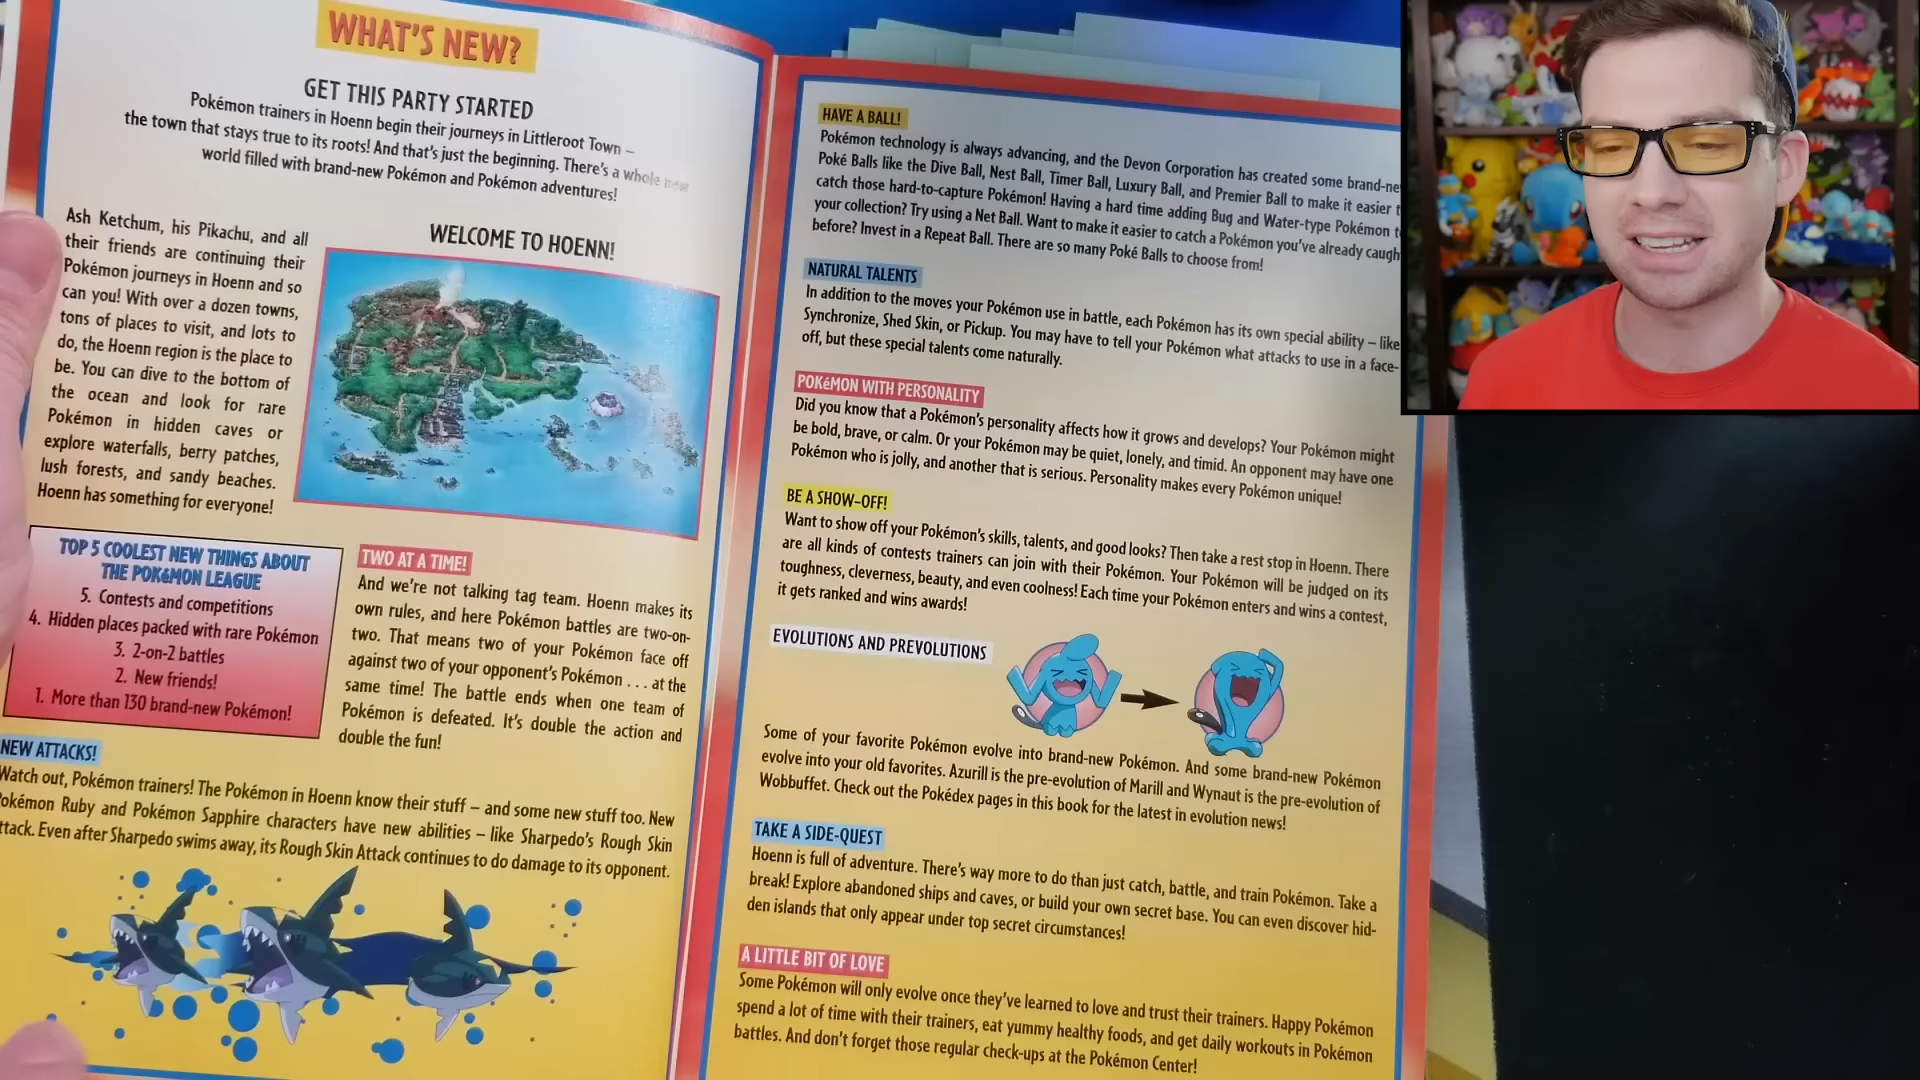 WHAT'S NEW?
GET THIS PARTY STARTED
Pokémon trainers in Hoenn begin their journeys in Littleroot Town –
the town that stays true to its roots! And that's just the beginning. There's a whole new
world filled with brand-new Pokémon and Pokémon adventures!
Ash Ketchum, his Pikachu, and all
their friends are continuing their
Pokémon journeys in Hoenn and so
can you! With over a dozen towns,
tons of places to visit, and lots to
do, the Hoenn region is the place to
be. You can dive to the bottom of
the ocean and look for rare
Pokémon in hidden caves or
explore waterfalls, berry patches,
lush forests, and sandy beaches.
Hoenn has something for everyone!
WELCOME TO HOENN!
TOP 5 COOLEST NEW THINGS ABOUT
THE POKéMON LEAGUE
5. Contests and competitions
4. Hidden places packed with rare Pokémon
3. 2-on-2 battles
2. New friends!
1. More than 130 brand-new Pokémon!
TWO AT A TIME!
And we're not talking tag team. Hoenn makes its
own rules, and here Pokémon battles are two-on-
two. That means two of your Pokémon face off
against two of your opponent's Pokémon . . . at the
same time! The battle ends when one team of
Pokémon is defeated. It's double the action and
double the fun!
NEW ATTACKS!
Watch out, Pokémon trainers! The Pokémon in Hoenn know their stuff – and some new stuff too. New
Pokémon Ruby and Pokémon Sapphire characters have new abilities – like Sharpedo's Rough Skin
ttack. Even after Sharpedo swims away, its Rough Skin Attack continues to do damage to its opponent.
HAVE A BALL!
Pokémon technology is always advancing, and the Devon Corporation has created some brand-ne
Poké Balls like the Dive Ball, Nest Ball, Timer Ball, Luxury Ball, and Premier Ball to make it easier t
catch those hard-to-capture Pokémon! Having a hard time adding Bug and Water-type Pokémon t
your collection? Try using a Net Ball. Want to make it easier to catch a Pokémon you've already caugh
before? Invest in a Repeat Ball. There are so many Poké Balls to choose from!
NATURAL TALENTS
In addition to the moves your Pokémon use in battle, each Pokémon has its own special ability – like
Synchronize, Shed Skin, or Pickup. You may have to tell your Pokémon what attacks to use in a face-
off, but these special talents come naturally.
POKéMON WITH PERSONALITY
Did you know that a Pokémon's personality affects how it grows and develops? Your Pokémon might
be bold, brave, or calm. Or your Pokémon may be quiet, lonely, and timid. An opponent may have one
Pokémon who is jolly, and another that is serious. Personality makes every Pokémon unique!
BE A SHOW-OFF!
Want to show off your Pokémon's skills, talents, and good looks? Then take a rest stop in Hoenn. There
are all kinds of contests trainers can join with their Pokémon. Your Pokémon will be judged on its
toughness, cleverness, beauty, and even coolness! Each time your Pokémon enters and wins a contest,
it gets ranked and wins awards!
EVOLUTIONS AND PREVOLUTIONS
Some of your favorite Pokémon evolve into brand-new Pokémon. And some brand-new Pokémon
evolve into your old favorites. Azurill is the pre-evolution of Marill and Wynaut is the pre-evolution of
Wobbuffet. Check out the Pokédex pages in this book for the latest in evolution news!
TAKE A SIDE-QUEST
Hoenn is full of adventure. There's way more to do than just catch, battle, and train Pokémon. Take a
break! Explore abandoned ships and caves, or build your own secret base. You can even discover hid-
den islands that only appear under top secret circumstances!
A LITTLE BIT OF LOVE
Some Pokémon will only evolve once they've learned to love and trust their trainers. Happy Pokémon
spend a lot of time with their trainers, eat yummy healthy foods, and get daily workouts in Pokémon
battles. And don't forget those regular check-ups at the Pokémon Center!